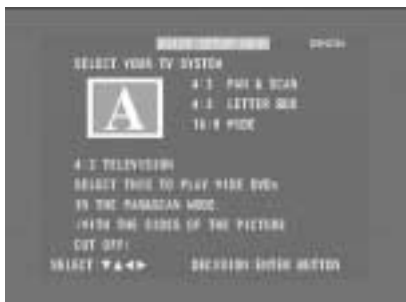 SELECT YOUR TV SYSTEM
4:3 PAN & SCAN
4:3 LETTER BOX
A
16:9 WIDE
4:3 TELEVISION
SELECT THIS TO PLAY WIDE DVDs
IN THE PAN&SCAN MODE
(WITH THE SIDES OF THE PICTURE
CUT OFF)
SELECT ▼▲◄► DECISION ENTER BUTTON